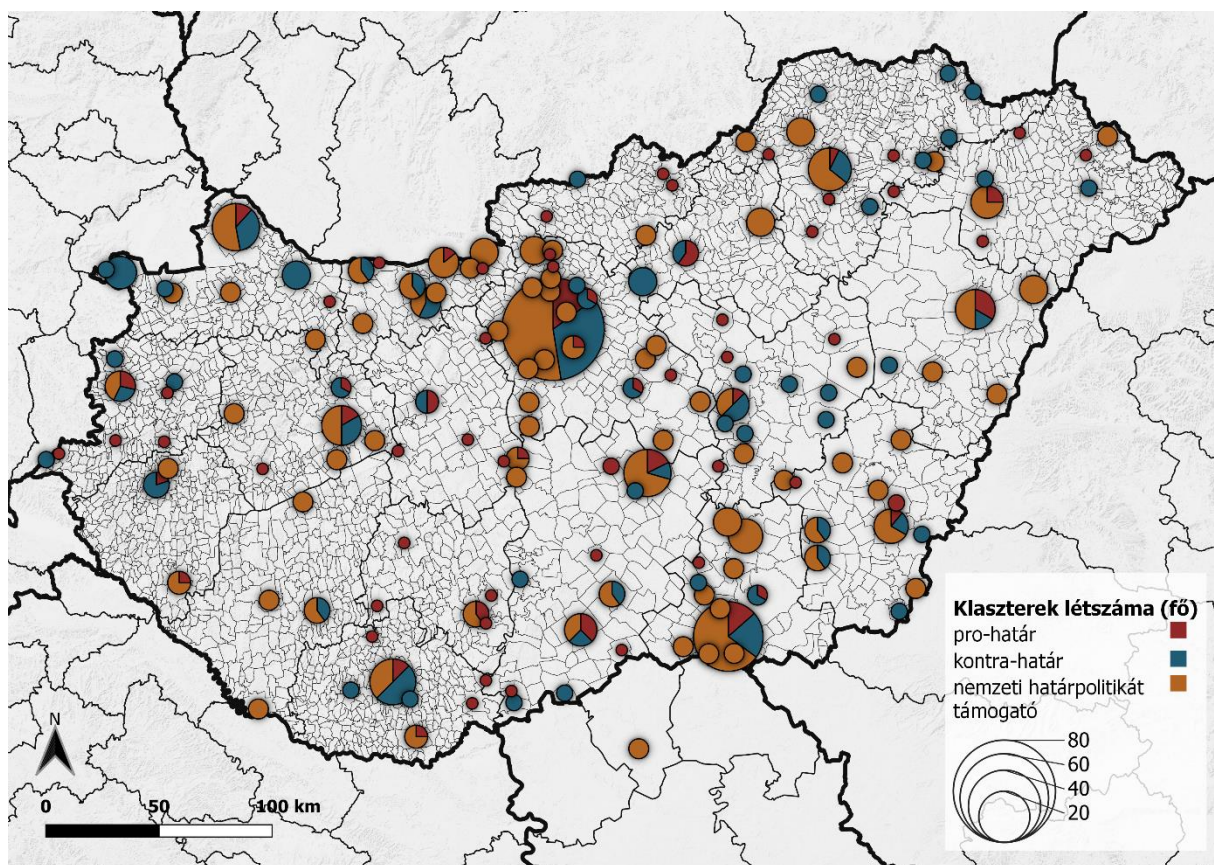 Klaszterek létszáma (fő)
pro-határ
kontra-határ
nemzeti határpolitikát
támogató
80
60
40
20
N
0 50 100 km